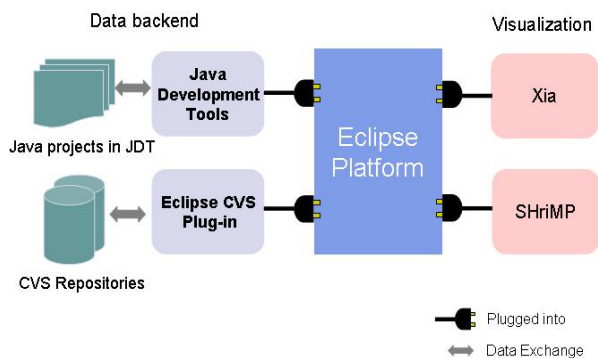 Data backend
Visualization
Java
Development
Tools
Eclipse
Platform
Xia
Java projects in JDT
Eclipse CVS
Plug-in
SHriMP
CVS Repositories
Plugged into
Data Exchange